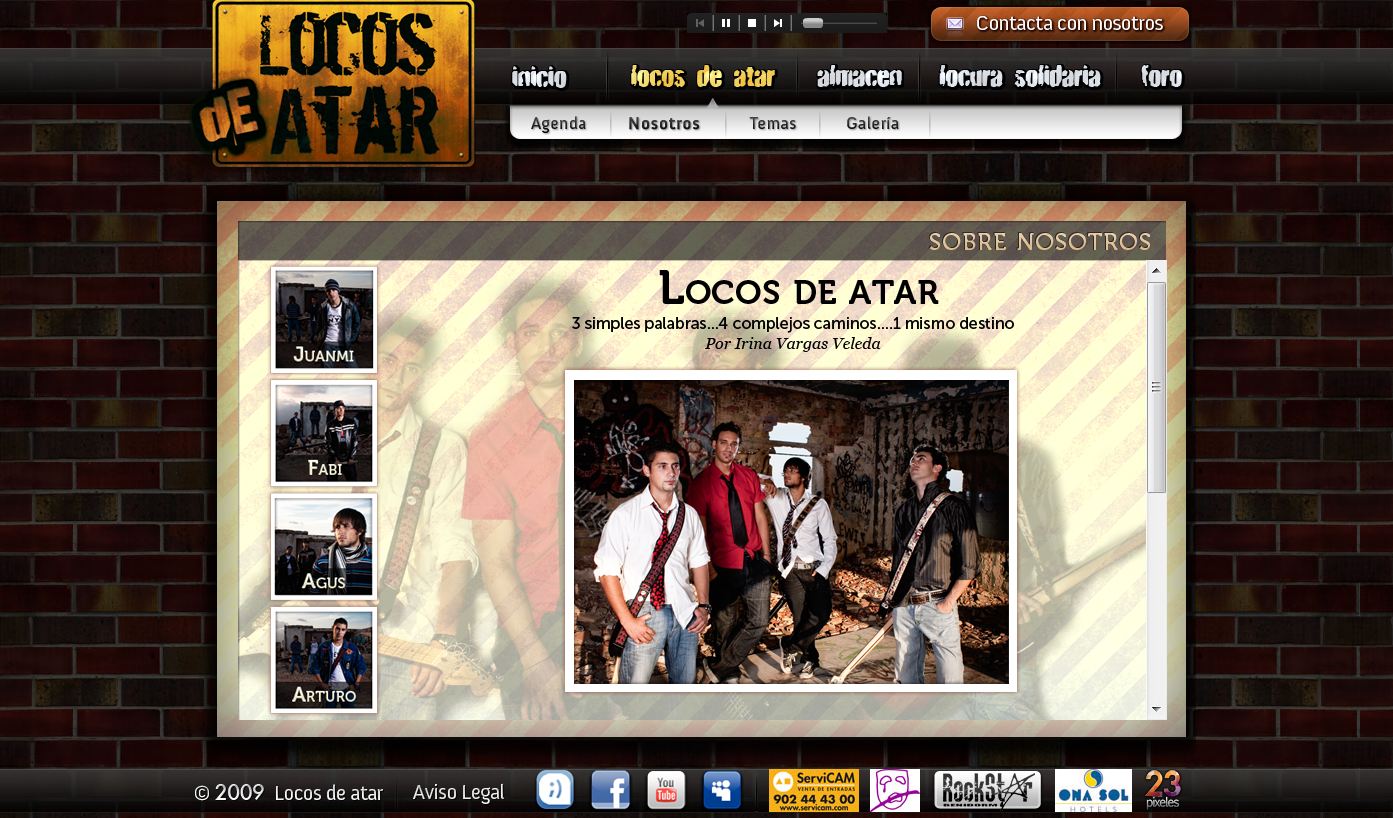 LOCOS
DE
ATAR
Contacta con nosotros
inicio
locos de atar
almacen
locura solidaria
foro
Agenda
Nosotros
Temas
Galería
SOBRE NOSOTROS
Locos de atar
3 simples palabras...4 complejos caminos....1 mismo destino
Por Irina Vargas Veleda
Juanmi
Fabi
Agus
Arturo
© 2009 Locos de atar
Aviso Legal
You
Tube
ServiCAM
VENTA DE ENTRADAS
902 44 43 00
www.servicam.com
RockStar
BENIDORM
ONA SOL
HOTELS
23
pixeles